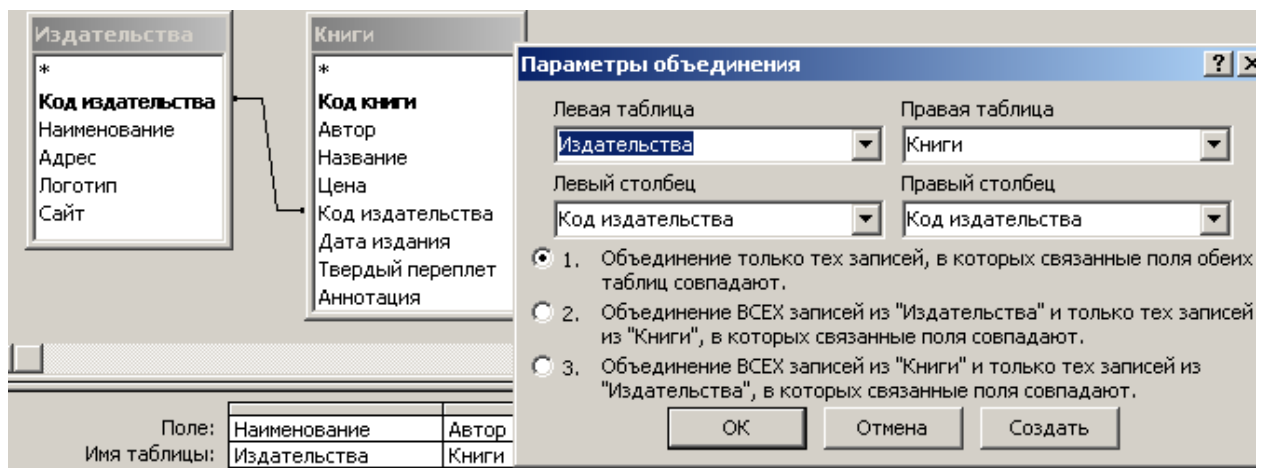 Издательства
*
Код издательства
Наименование
Адрес
Логотип
Сайт
Книги
*
Код книги
Автор
Название
Цена
Код издательства
Дата издания
Твердый переплет
Аннотация
Параметры объединения
Левая таблица Правая таблица
Издательства Книги
Левый столбец Правый столбец
Код издательства Код издательства
1. Объединение только тех записей, в которых связанные поля обеих
таблиц совпадают.
2. Объединение ВСЕХ записей из "Издательства" и только тех записей
из "Книги", в которых связанные поля совпадают.
3. Объединение ВСЕХ записей из "Книги" и только тех записей из
"Издательства", в которых связанные поля совпадают.
ОК Отмена Создать
Поле: Наименование Автор
Имя таблицы: Издательства Книги